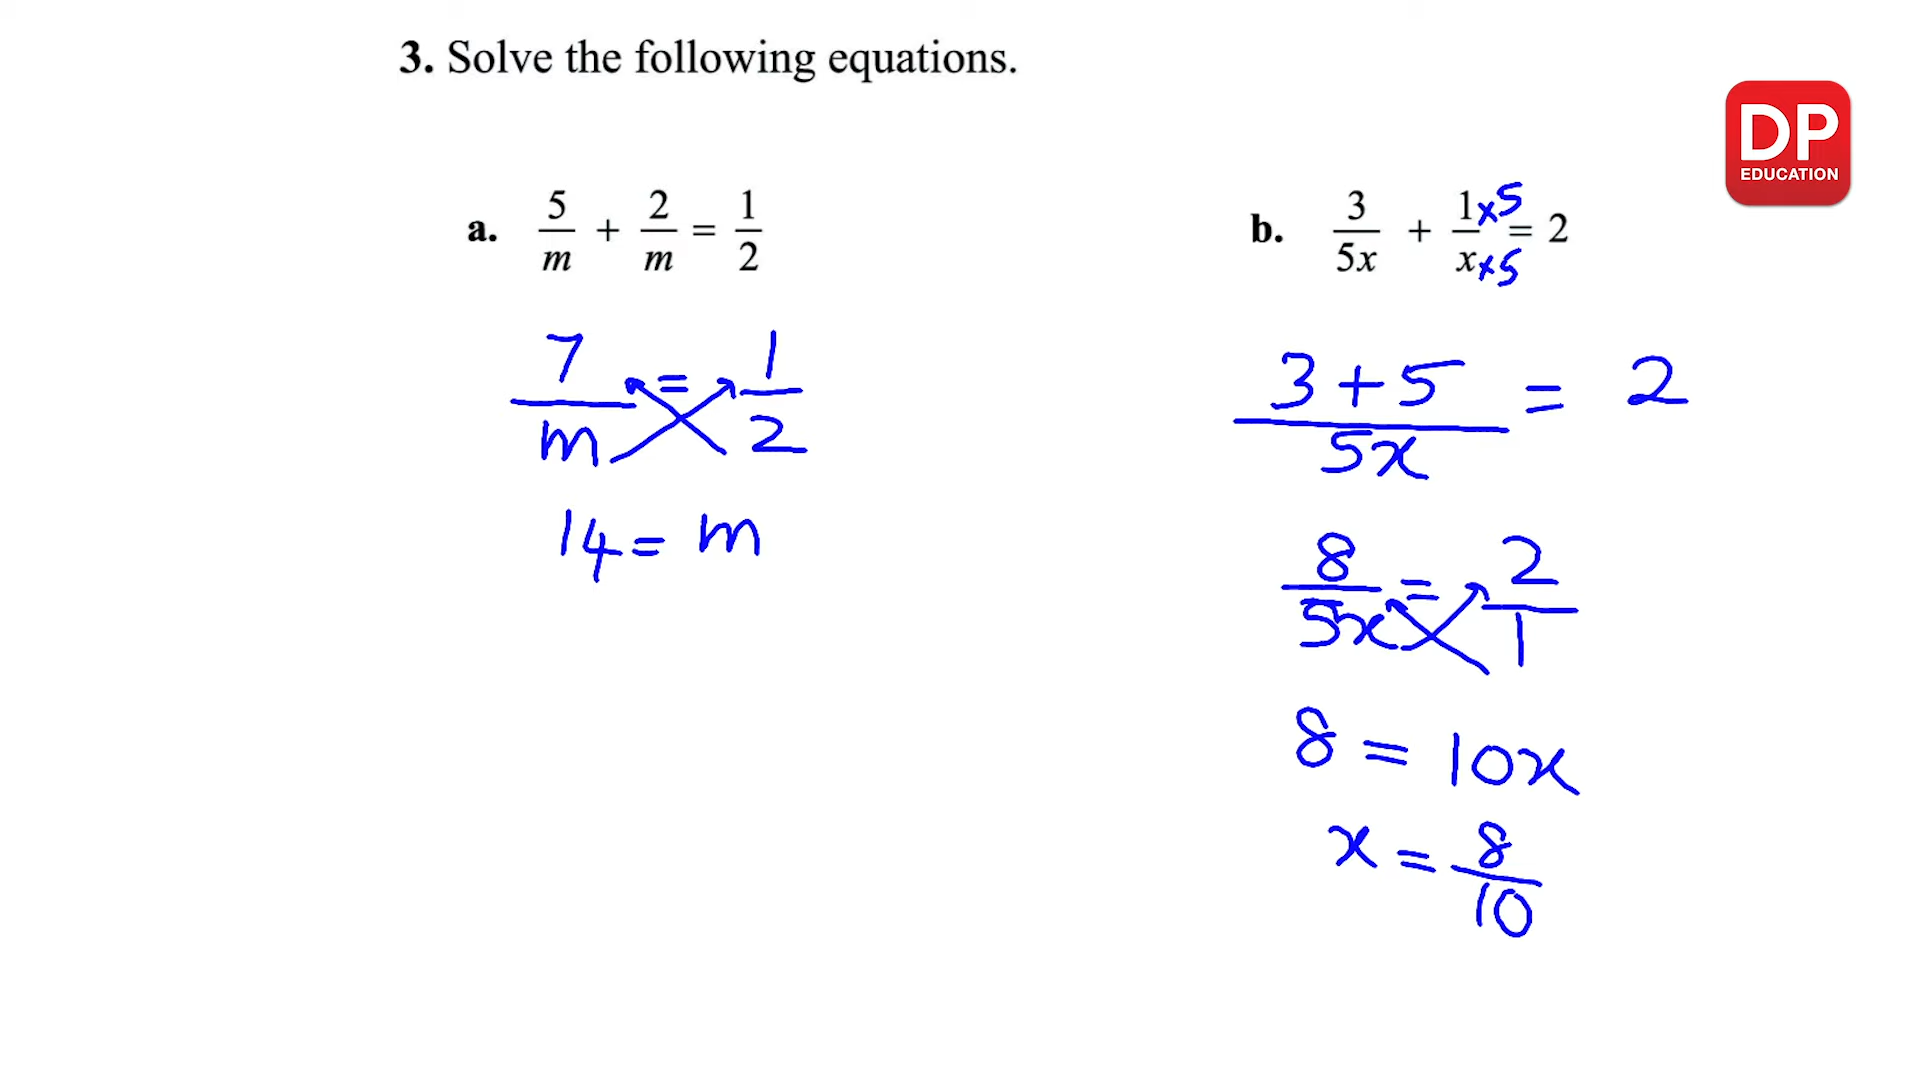 3. Solve the following equations.
DP
EDUCATION
a. 5/m + 2/m = 1/2
7/m = 1/2
14 = m
b. 3/5x + 1×5/x×5 = 2
3+5/5x = 2
8/5x = 2/1
8 = 10x
x = 8/10